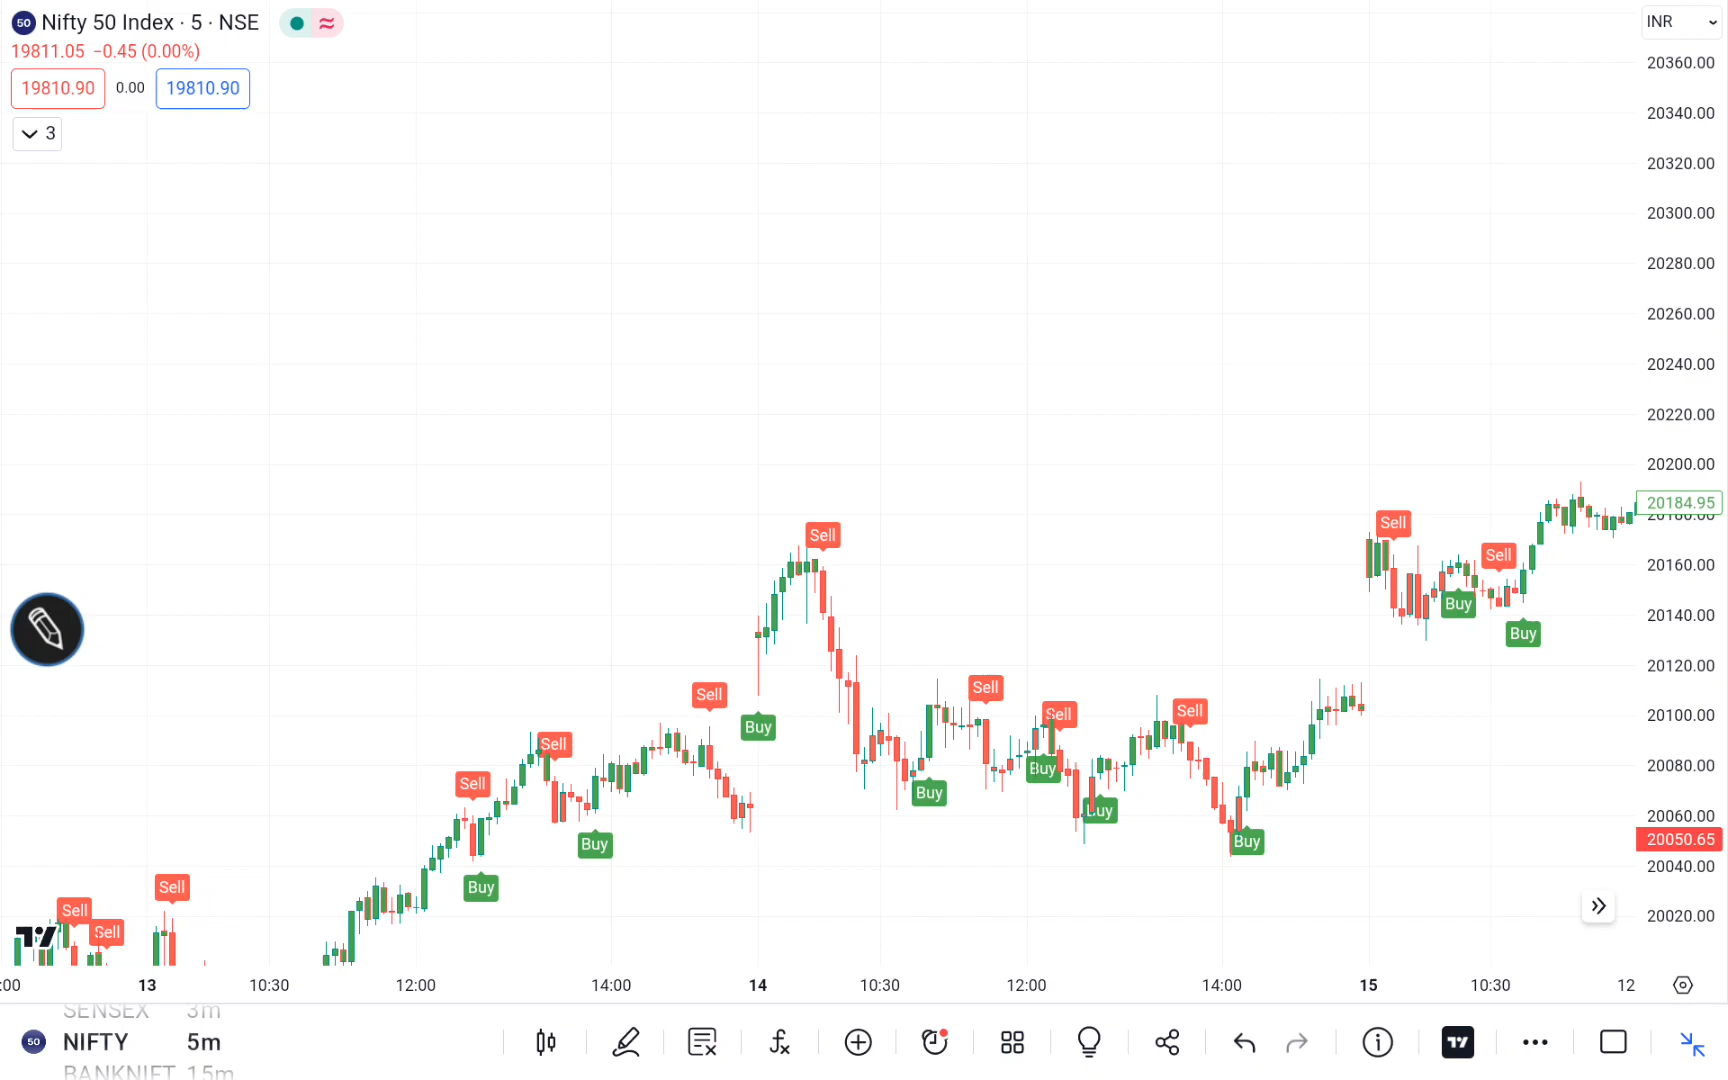 50 Nifty 50 Index · 5 · NSE
INR
19811.05 −0.45 (0.00%)
19810.90 0.00 19810.90
3
20360.00
20340.00
20320.00
20300.00
20280.00
20260.00
20240.00
20220.00
20200.00
20184.95
20180.00
20160.00
20140.00
20120.00
20100.00
20080.00
20060.00
20050.65
20040.00
20020.00
Sell
Sell
Sell
Buy
Buy
Sell
Sell
Buy
Sell
Sell
Sell
Sell
Buy
Buy
Sell
Buy
Buy
Buy
Buy
Buy
Sell
Sell
Sell
:00 13 10:30 12:00 14:00 14 10:30 12:00 14:00 15 10:30 12
SENSEX 3m
50 NIFTY 5m
BANKNIFT 15m